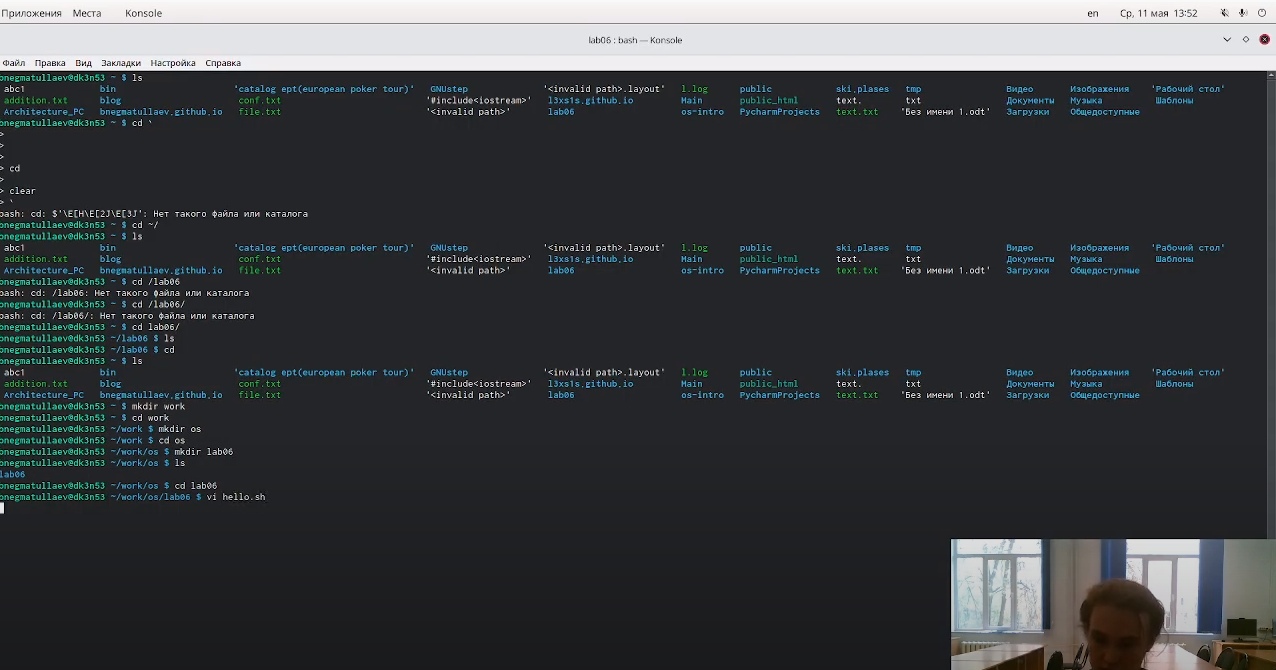 Приложения Места Konsole en Ср, 11 мая 13:52
lab06 : bash — Konsole
Файл Правка Вид Закладки Настройка Справка
bnegmatullaev@dk3n53 ~ $ ls
abc1 bin 'catalog ept(european poker tour)' GNUstep '<invalid path>.layout' l.log public ski.plases tmp Видео Изображения 'Рабочий стол'
addition.txt blog conf.txt '#include<iostream>' l3xs1s.github.io Main public_html text. txt Документы Музыка Шаблоны
Architecture_PC bnegmatullaev.github.io file.txt '<invalid path>' lab06 os-intro PycharmProjects text.txt 'Без имени 1.odt' Загрузки Общедоступные
bnegmatullaev@dk3n53 ~ $ cd `
>
>
>
> cd
>
> clear
> `
bash: cd: $'\E[H\E[2J\E[3J': Нет такого файла или каталога
bnegmatullaev@dk3n53 ~ $ cd ~/
bnegmatullaev@dk3n53 ~ $ ls
abc1 bin 'catalog ept(european poker tour)' GNUstep '<invalid path>.layout' l.log public ski.plases tmp Видео Изображения 'Рабочий стол'
addition.txt blog conf.txt '#include<iostream>' l3xs1s.github.io Main public_html text. txt Документы Музыка Шаблоны
Architecture_PC bnegmatullaev.github.io file.txt '<invalid path>' lab06 os-intro PycharmProjects text.txt 'Без имени 1.odt' Загрузки Общедоступные
bnegmatullaev@dk3n53 ~ $ cd /lab06
bash: cd: /lab06: Нет такого файла или каталога
bnegmatullaev@dk3n53 ~ $ cd /lab06/
bash: cd: /lab06/: Нет такого файла или каталога
bnegmatullaev@dk3n53 ~ $ cd lab06/
bnegmatullaev@dk3n53 ~/lab06 $ ls
bnegmatullaev@dk3n53 ~/lab06 $ cd
bnegmatullaev@dk3n53 ~ $ ls
abc1 bin 'catalog ept(european poker tour)' GNUstep '<invalid path>.layout' l.log public ski.plases tmp Видео Изображения 'Рабочий стол'
addition.txt blog conf.txt '#include<iostream>' l3xs1s.github.io Main public_html text. txt Документы Музыка Шаблоны
Architecture_PC bnegmatullaev.github.io file.txt '<invalid path>' lab06 os-intro PycharmProjects text.txt 'Без имени 1.odt' Загрузки Общедоступные
bnegmatullaev@dk3n53 ~ $ mkdir work
bnegmatullaev@dk3n53 ~ $ cd work
bnegmatullaev@dk3n53 ~/work $ mkdir os
bnegmatullaev@dk3n53 ~/work $ cd os
bnegmatullaev@dk3n53 ~/work/os $ mkdir lab06
bnegmatullaev@dk3n53 ~/work/os $ ls
lab06
bnegmatullaev@dk3n53 ~/work/os $ cd lab06
bnegmatullaev@dk3n53 ~/work/os/lab06 $ vi hello.sh